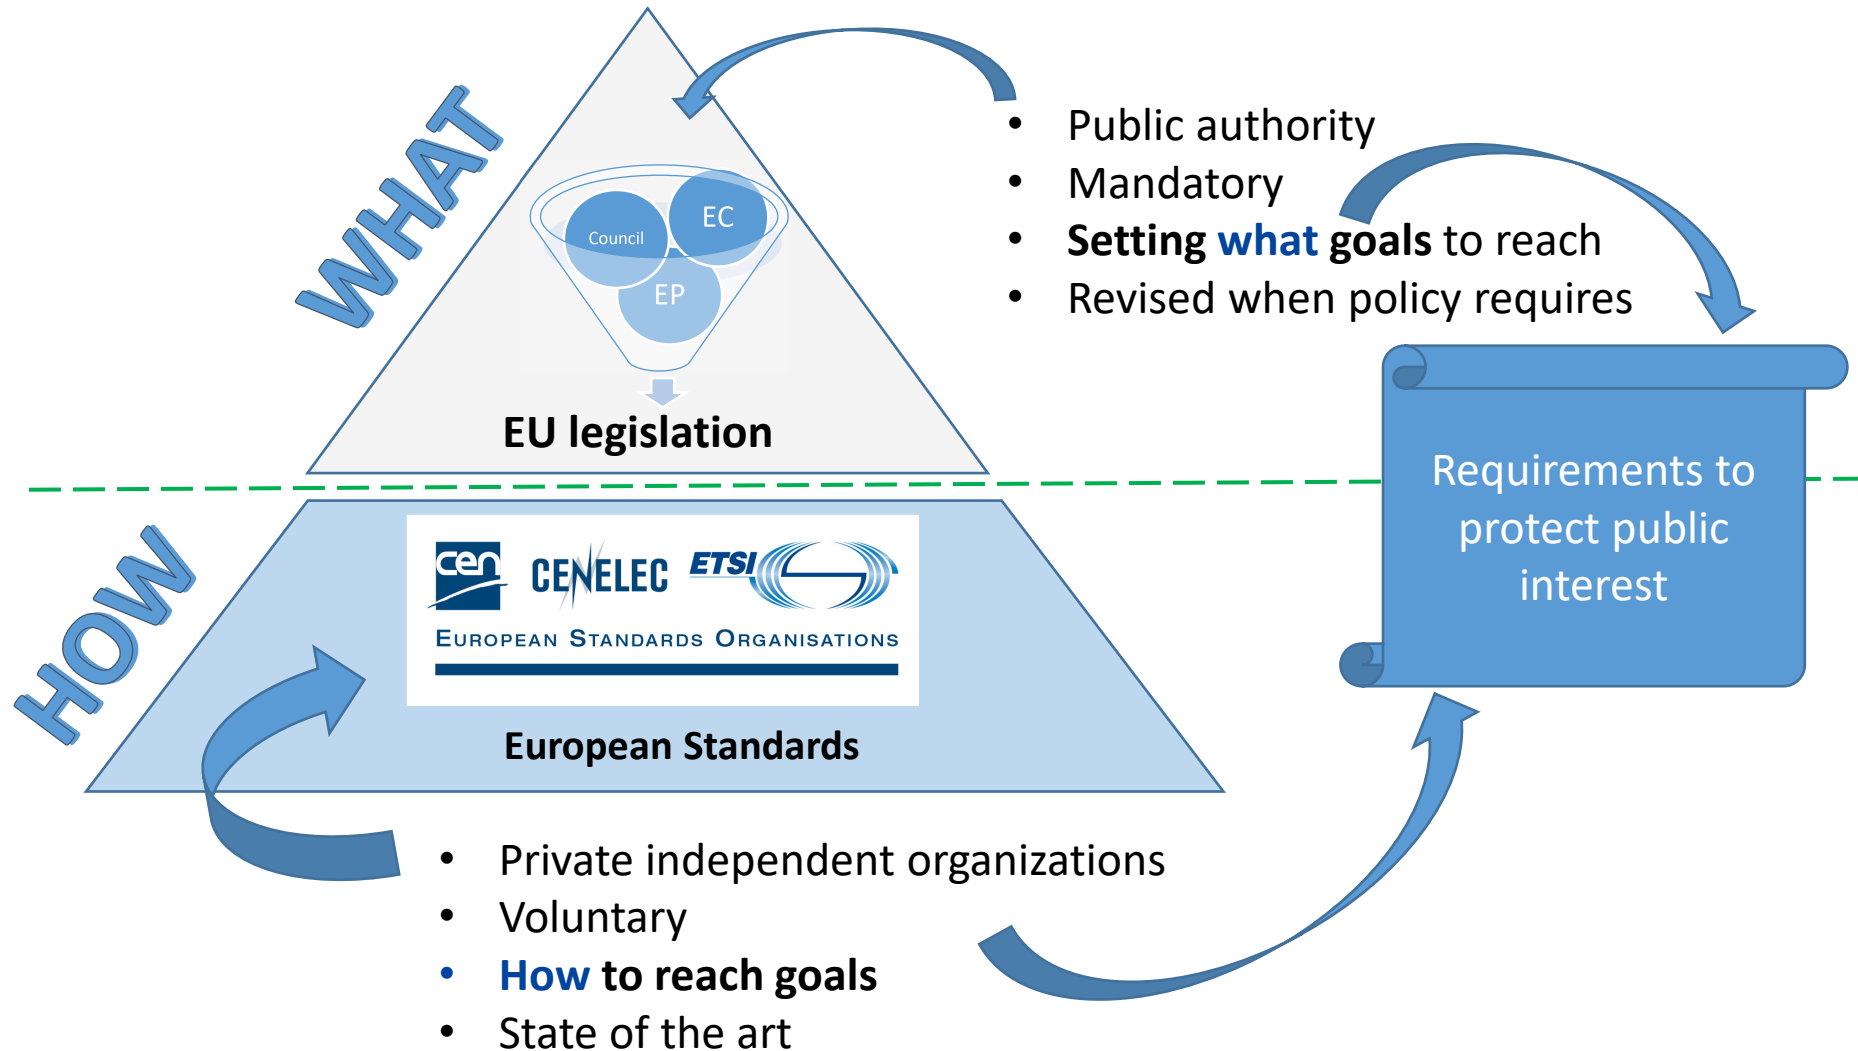 WHAT
• Public authority
• Mandatory
• Setting what goals to reach
• Revised when policy requires
Council
EC
EP
EU legislation
Requirements to
protect public
interest
HOW
cen
CENELEC
ETSI
EUROPEAN STANDARDS ORGANISATIONS
European Standards
• Private independent organizations
• Voluntary
• How to reach goals
• State of the art